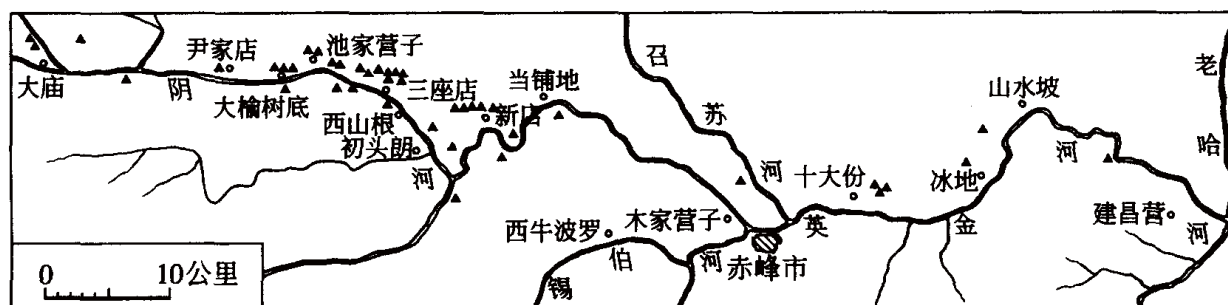 尹家店
池家营子
大庙
阴
大榆树底
三座店
西山根
初头朗
河
新店
当铺地
召
苏
河
山水坡
老
哈
河
十大份
冰地
河
建昌营
西牛波罗
木家营子
英
金
锡
伯
河
赤峰市
0
10公里